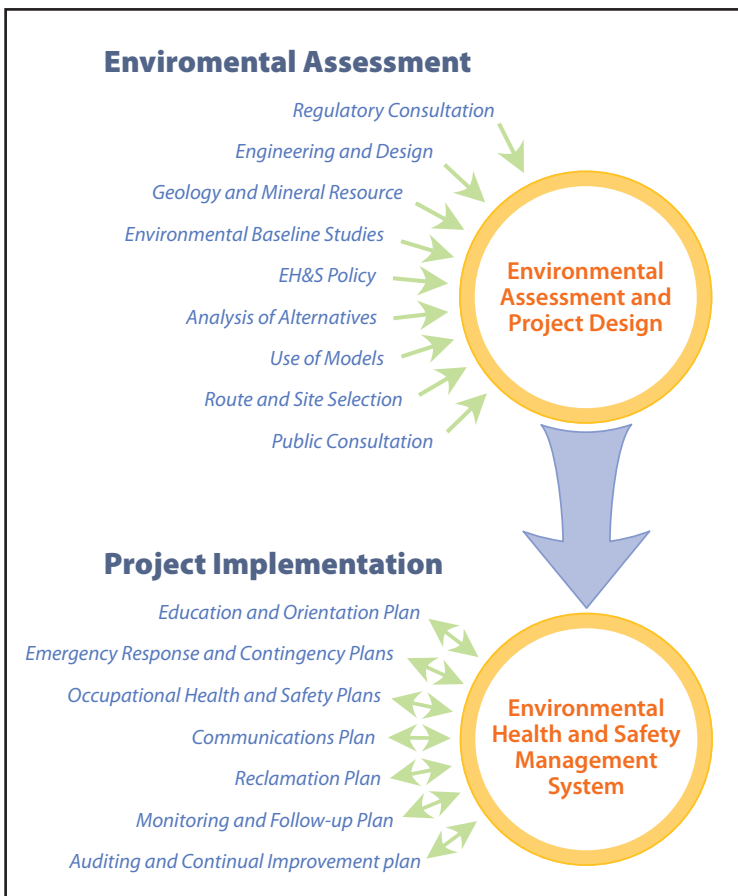 Enviromental Assessment
Regulatory Consultation
Engineering and Design
Geology and Mineral Resource
Environmental Baseline Studies
EH&S Policy
Analysis of Alternatives
Use of Models
Route and Site Selection
Public Consultation
Environmental
Assessment and
Project Design
Project Implementation
Education and Orientation Plan
Emergency Response and Contingency Plans
Occupational Health and Safety Plans
Communications Plan
Reclamation Plan
Monitoring and Follow-up Plan
Auditing and Continual Improvement plan
Environmental
Health and Safety
Management
System